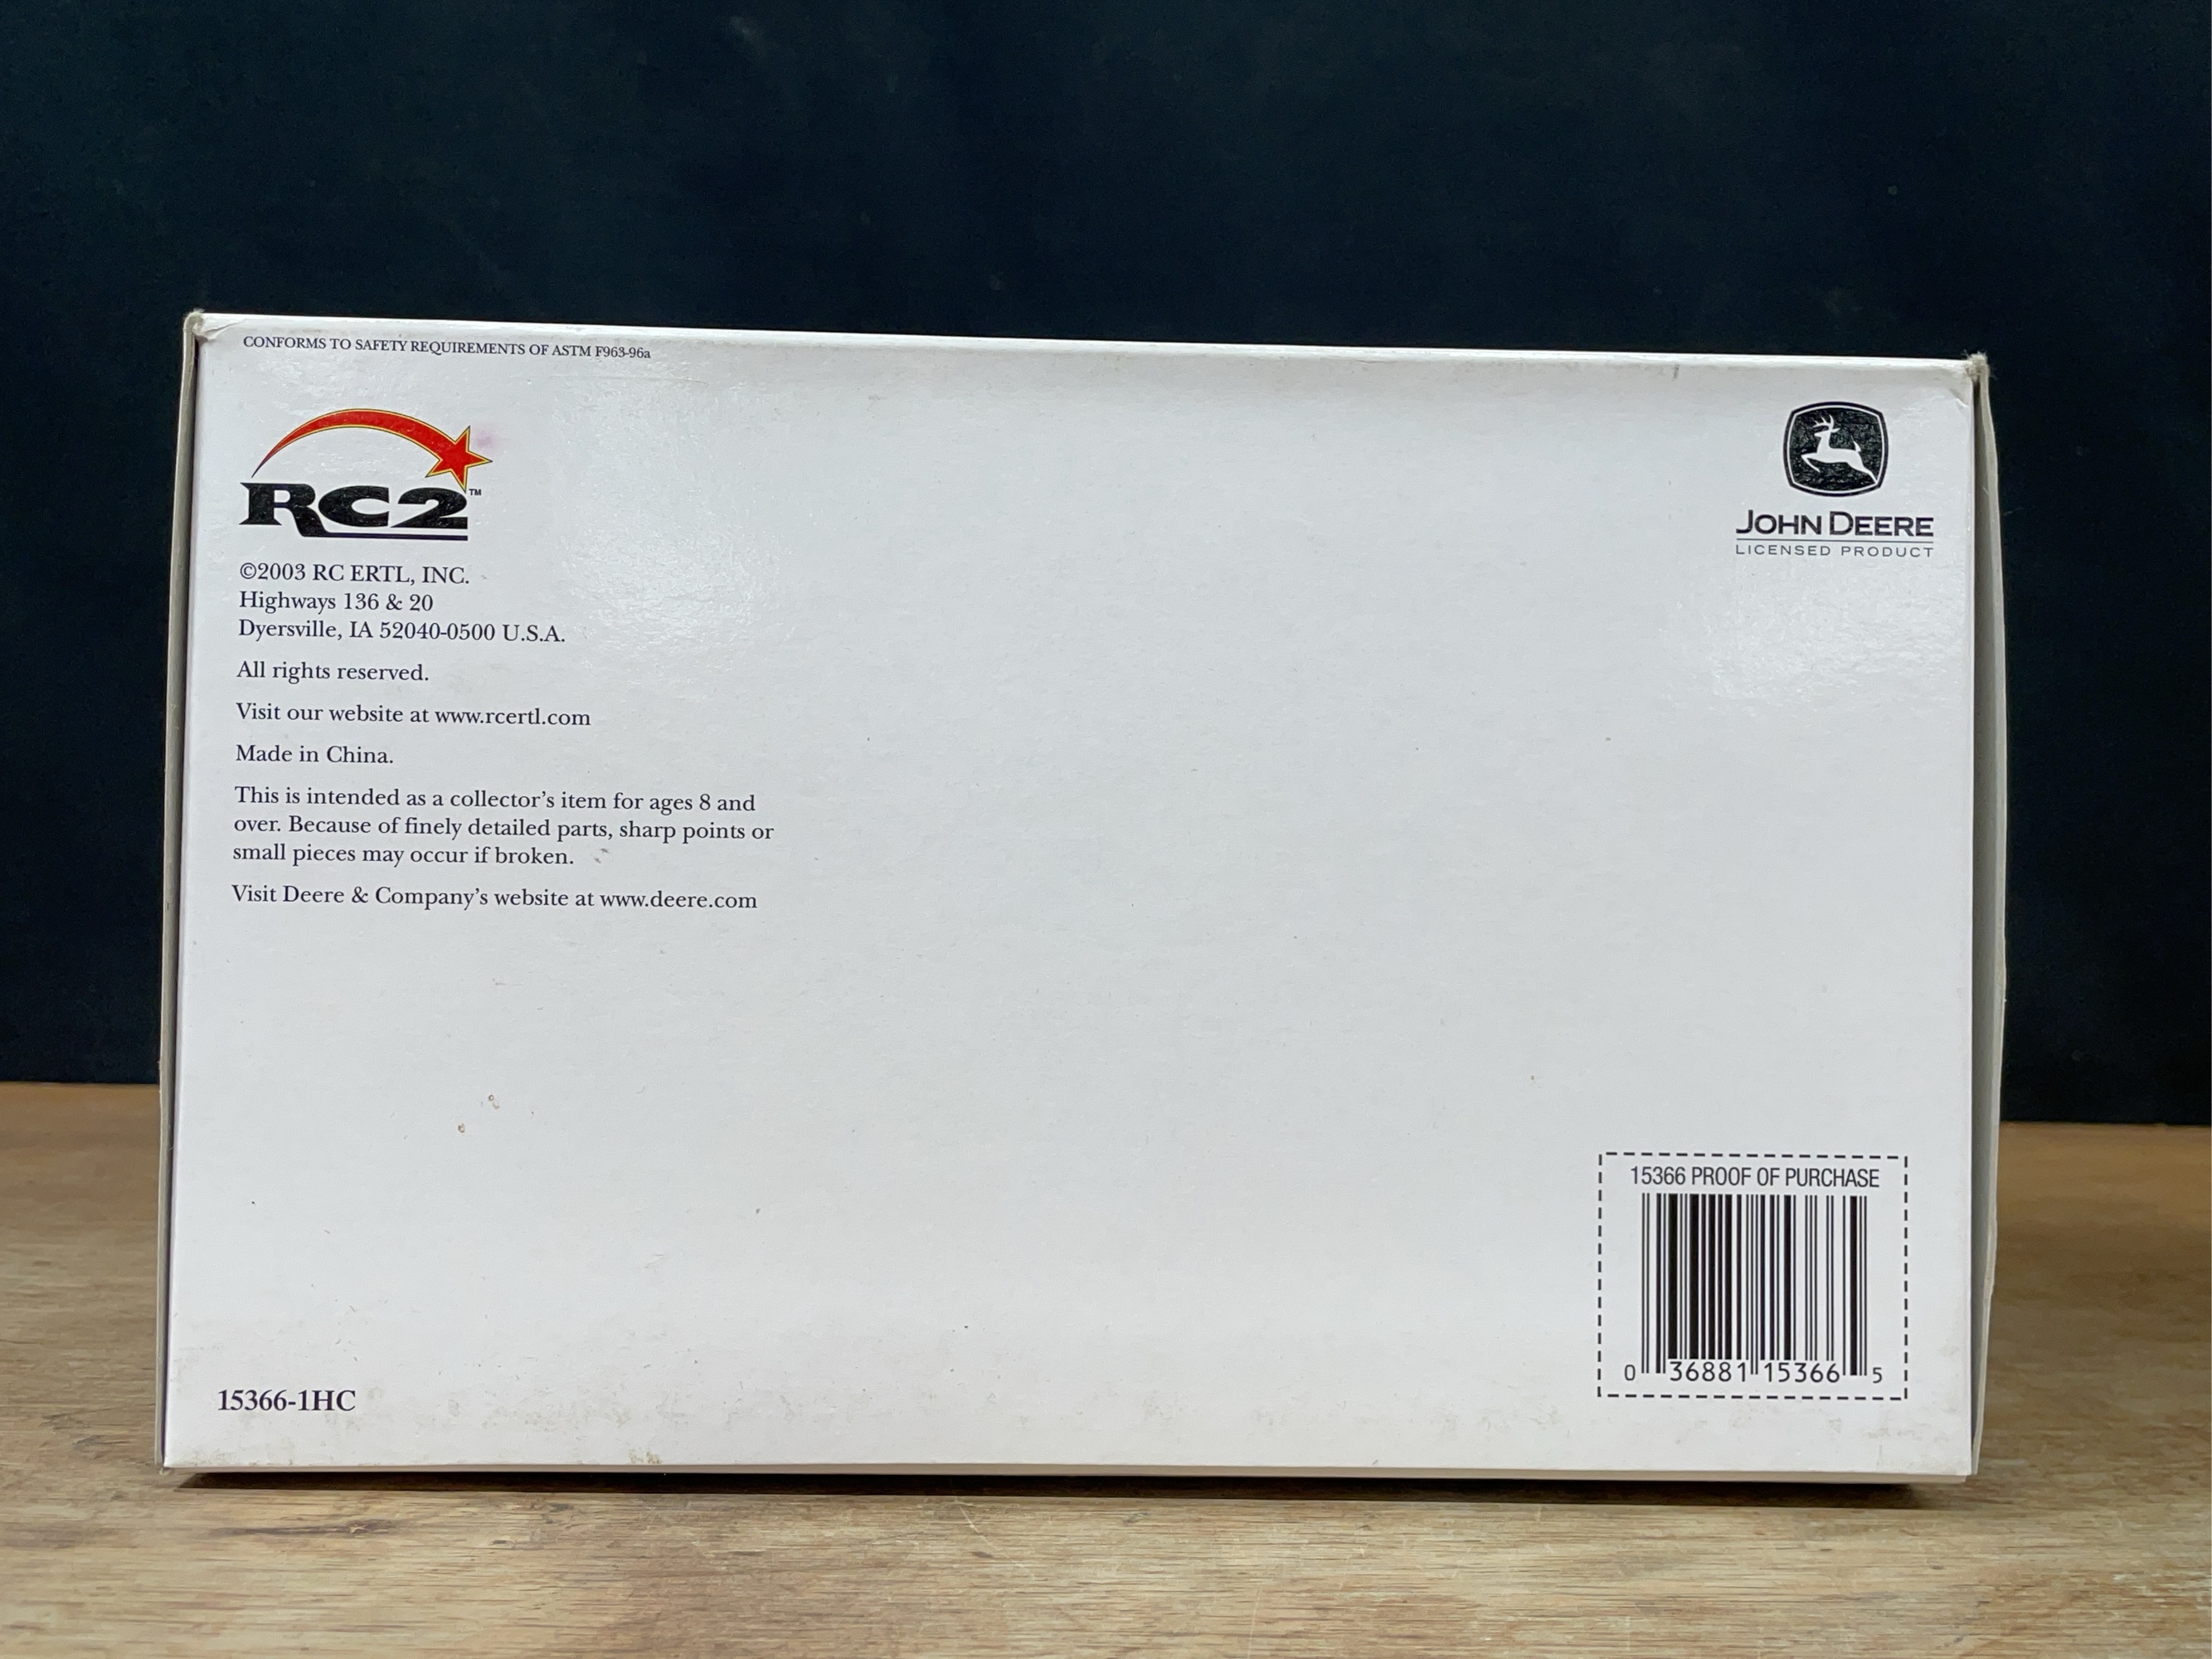 CONFORMS TO SAFETY REQUIREMENTS OF ASTM F963-96a
RC2™
©2003 RC ERTL, INC.
Highways 136 & 20
Dyersville, IA 52040-0500 U.S.A.
All rights reserved.
Visit our website at www.rcertl.com
Made in China.
This is intended as a collector's item for ages 8 and
over. Because of finely detailed parts, sharp points or
small pieces may occur if broken.
Visit Deere & Company's website at www.deere.com
15366-1HC
JOHN DEERE
LICENSED PRODUCT
15366 PROOF OF PURCHASE
0 36881 15366 5